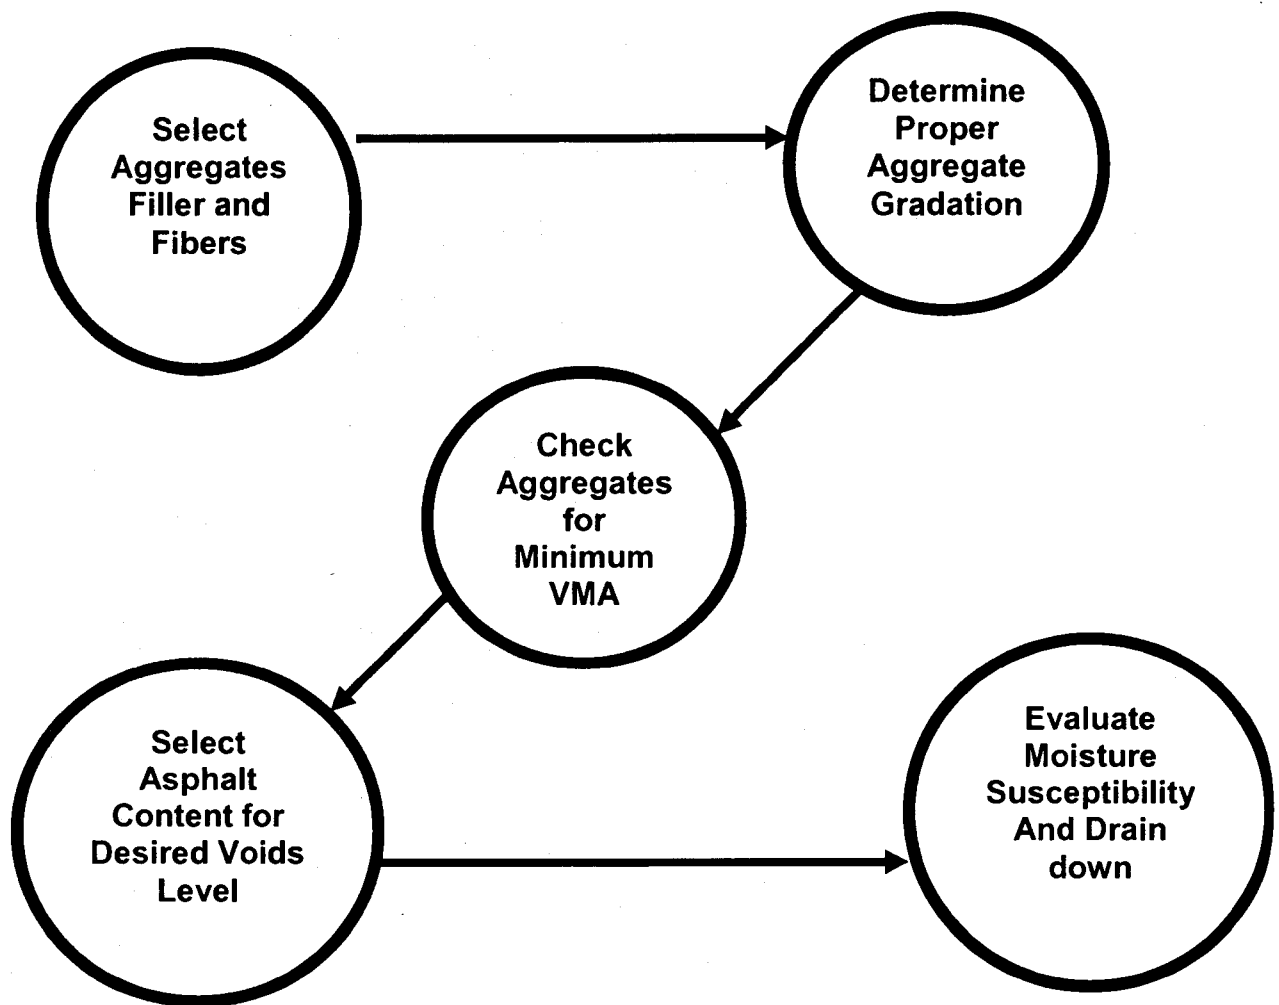 Select
Aggregates
Filler and
Fibers
Determine
Proper
Aggregate
Gradation
Check
Aggregates
for
Minimum
VMA
Select
Asphalt
Content for
Desired Voids
Level
Evaluate
Moisture
Susceptibility
And Drain
down